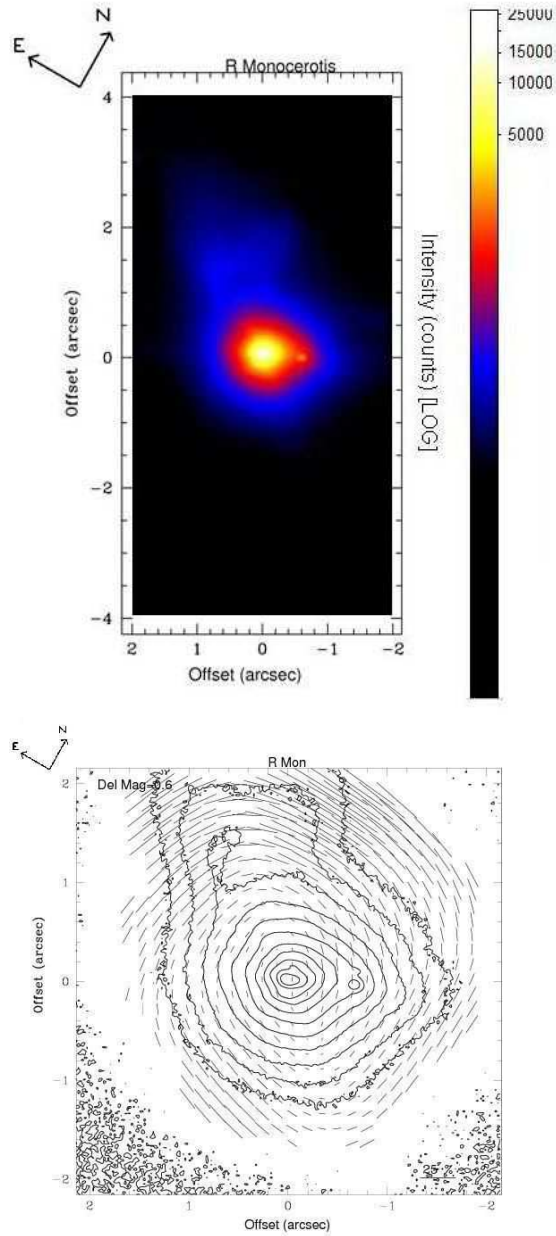 N
E
R Monocerotis
4
2
0
−2
−4
2
1
0
−1
−2
Offset (arcsec)
Offset (arcsec)
25000
15000
10000
5000
Intensity (counts) [LOG]
N
E
R Mon
Del Mag=0.6
2
1
0
−1
−2
2
1
0
−1
−2
Offset (arcsec)
Offset (arcsec)